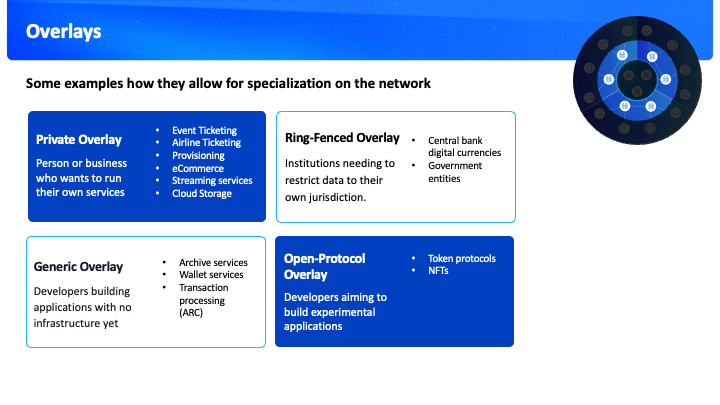 Overlays
Some examples how they allow for specialization on the network
Private Overlay
Person or business
who wants to run
their own services
• Event Ticketing
• Airline Ticketing
• Provisioning
• eCommerce
• Streaming services
• Cloud Storage
Ring-Fenced Overlay
Institutions needing to
restrict data to their
own jurisdiction.
• Central bank
digital currencies
• Government
entities
Generic Overlay
Developers building
applications with no
infrastructure yet
• Archive services
• Wallet services
• Transaction
processing
(ARC)
Open-Protocol
Overlay
Developers aiming to
build experimental
applications
• Token protocols
• NFTs